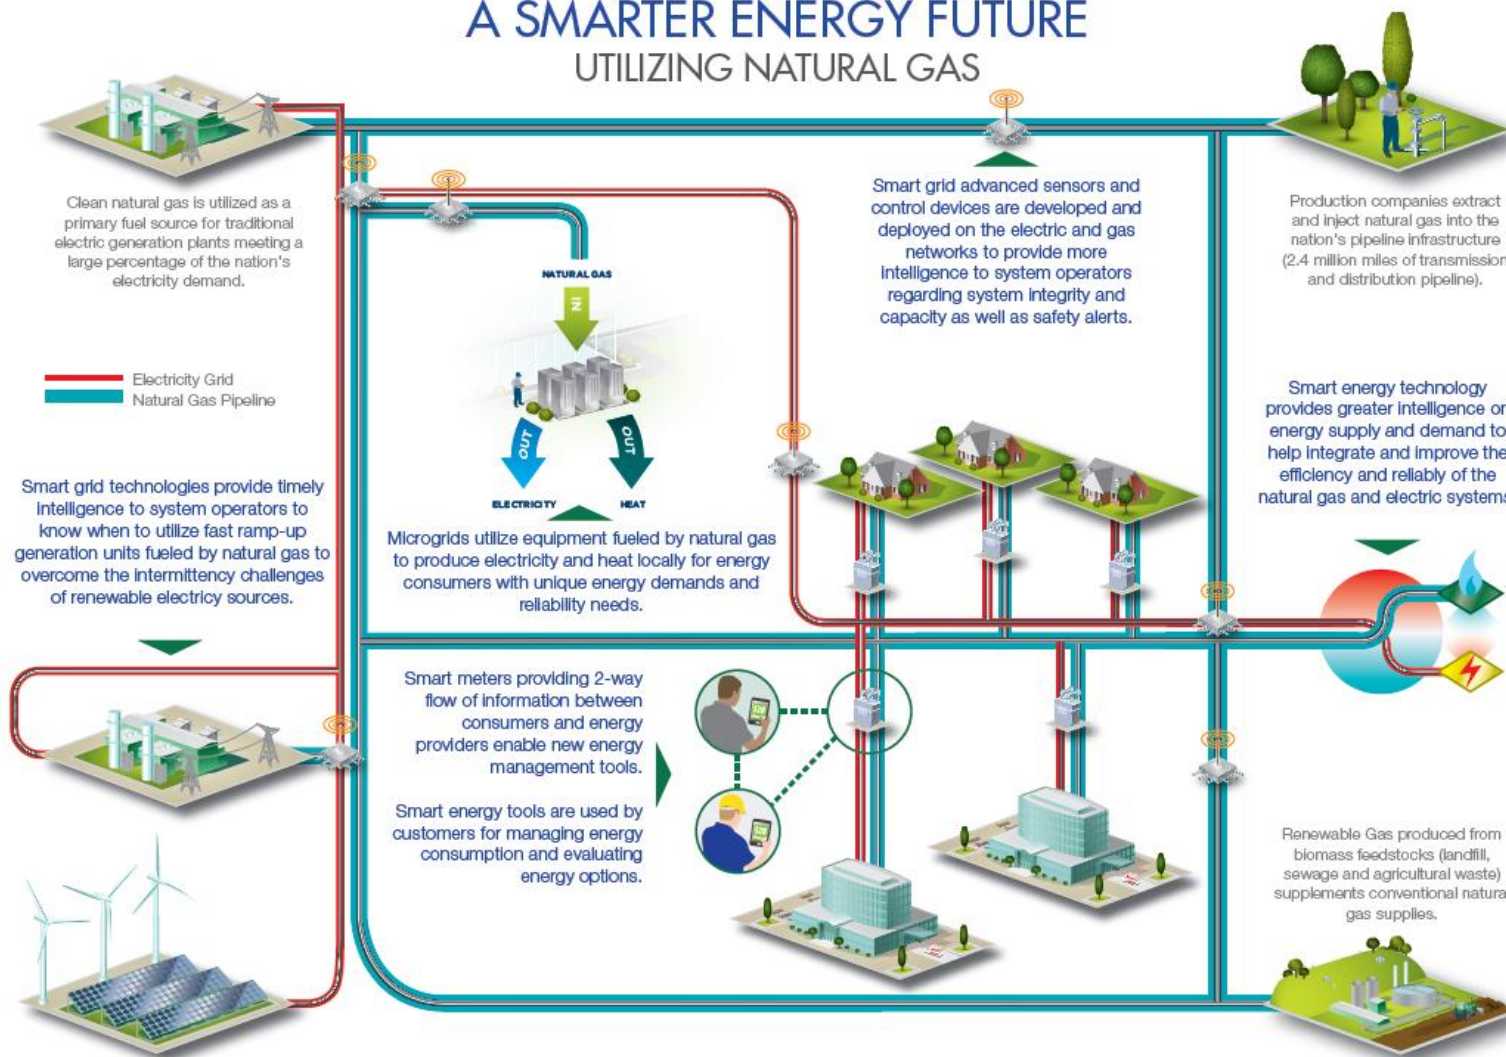 A SMARTER ENERGY FUTURE
UTILIZING NATURAL GAS
Clean natural gas is utilized as a
primary fuel source for traditional
electric generation plants meeting a
large percentage of the nation's
electricity demand.
Smart grid advanced sensors and
control devices are developed and
deployed on the electric and gas
networks to provide more
intelligence to system operators
regarding system integrity and
capacity as well as safety alerts.
Production companies extract
and inject natural gas into the
nation's pipeline infrastructure
(2.4 million miles of transmission
and distribution pipeline).
NATURAL GAS
IN
OUT
OUT
ELECTRICITY
HEAT
Electricity Grid
Natural Gas Pipeline
Smart grid technologies provide timely
intelligence to system operators to
know when to utilize fast ramp-up
generation units fueled by natural gas to
overcome the intermittency challenges
of renewable electricy sources.
Microgrids utilize equipment fueled by natural gas
to produce electricity and heat locally for energy
consumers with unique energy demands and
reliability needs.
Smart energy technology
provides greater intelligence on
energy supply and demand to
help integrate and improve the
efficiency and reliably of the
natural gas and electric systems
Smart meters providing 2-way
flow of information between
consumers and energy
providers enable new energy
management tools.
Smart energy tools are used by
customers for managing energy
consumption and evaluating
energy options.
Renewable Gas produced from
biomass feedstocks (landfill,
sewage and agricultural waste)
supplements conventional natura
gas supplies.